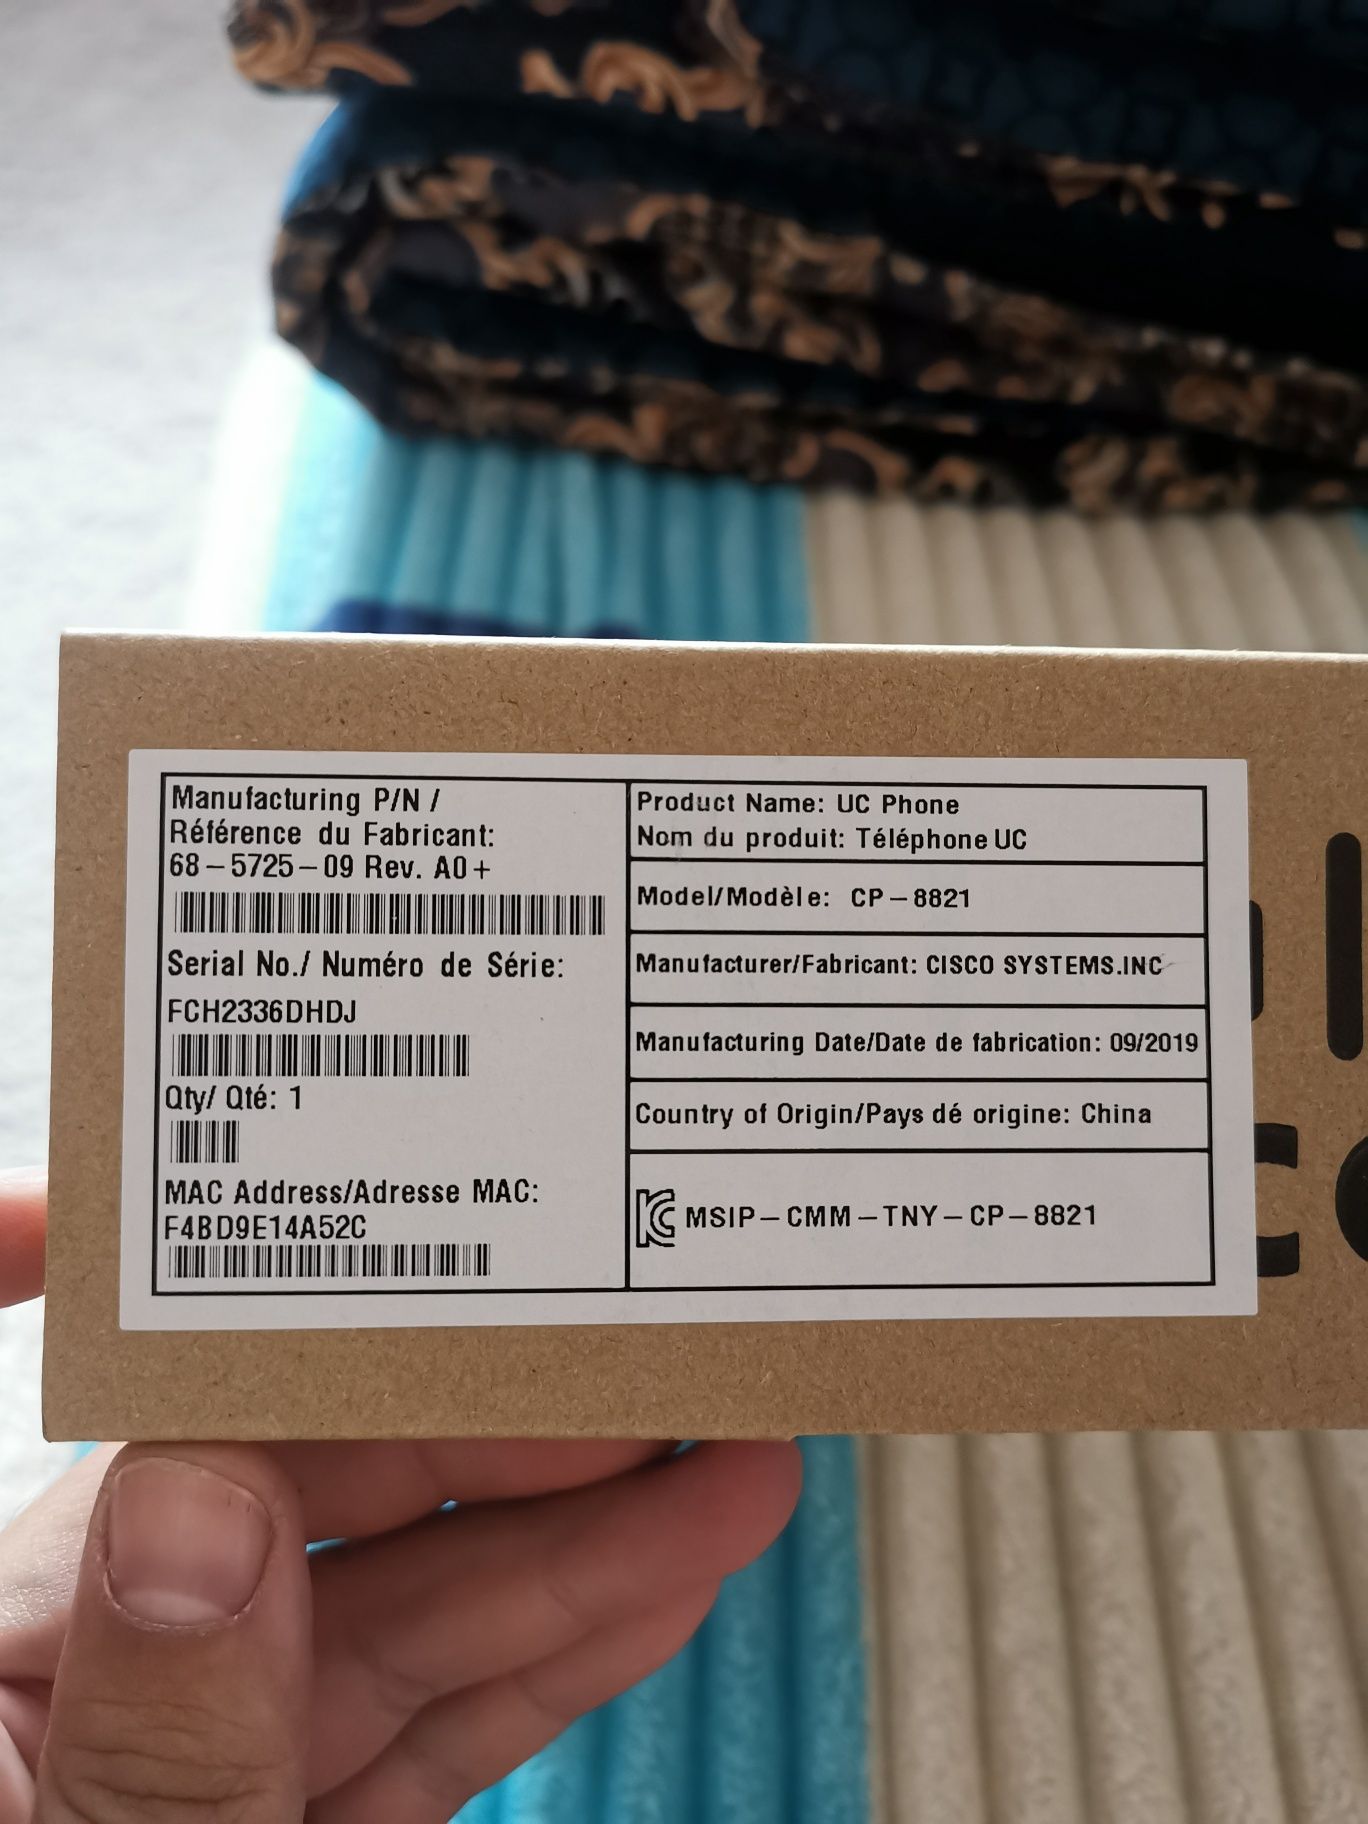 Manufacturing P/N /
Référence du Fabricant:
68-5725-09 Rev. A0+
Serial No./ Numéro de Série:
FCH2336DHDJ
Qty/ Qté: 1
MAC Address/Adresse MAC:
F4BD9E14A52C
Product Name: UC Phone
Nom du produit: Téléphone UC
Model/Modèle: CP-8821
Manufacturer/Fabricant: CISCO SYSTEMS.INC
Manufacturing Date/Date de fabrication: 09/2019
Country of Origin/Pays dé origine: China
MSIP-CMM-TNY-CP-8821